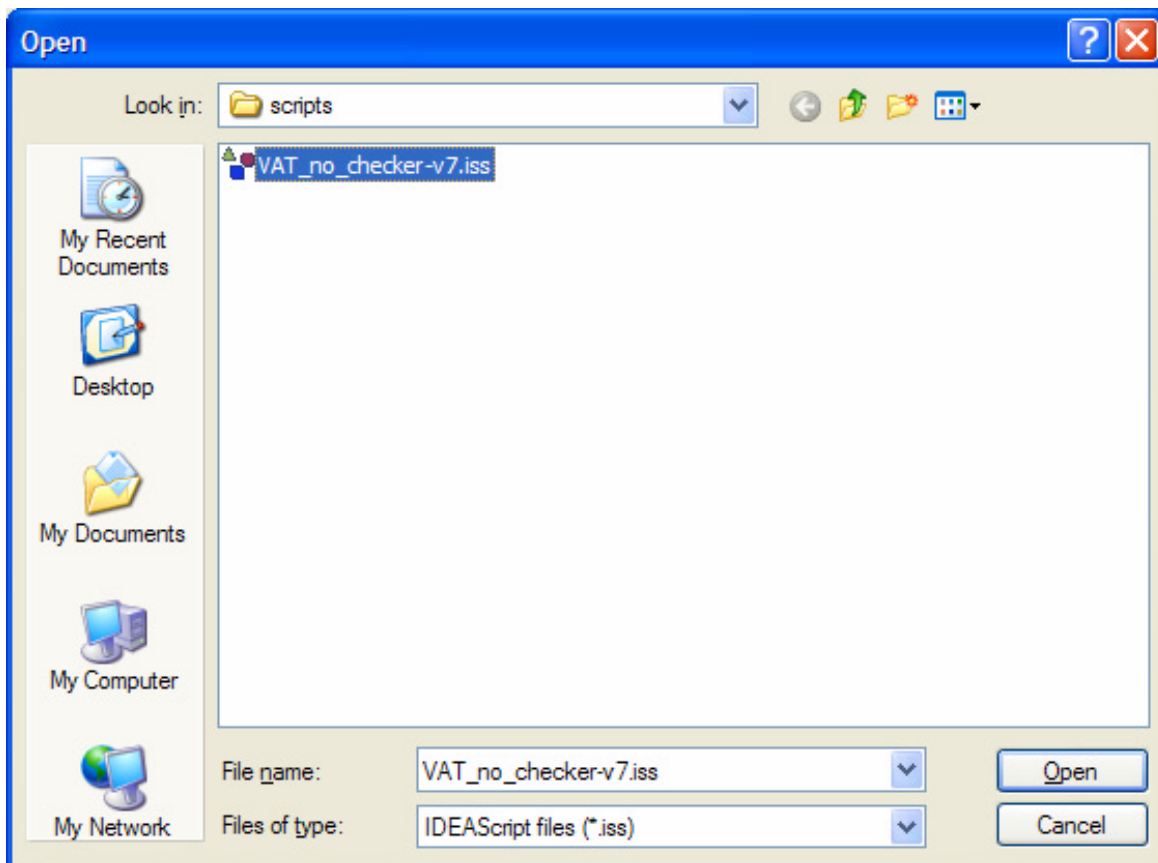 Open
Look in: scripts
VAT_no_checker-v7.iss
My Recent
Documents
Desktop
My Documents
My Computer
My Network
File name: VAT_no_checker-v7.iss Open
Files of type: IDEAScript files (*.iss) Cancel